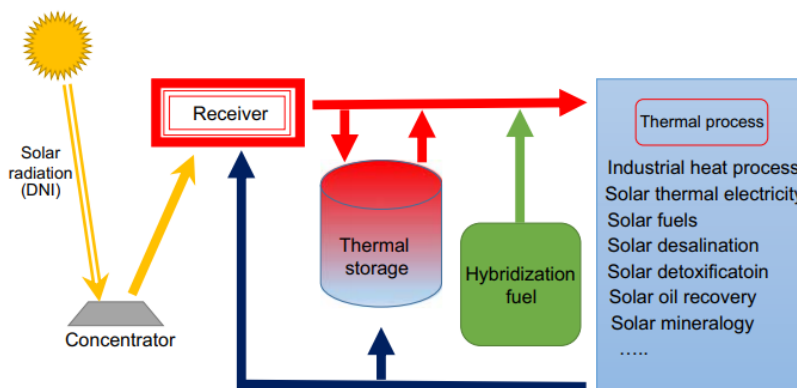 Solar
radiation
(DNI)
Concentrator
Receiver
Thermal
storage
Hybridization
fuel
Thermal process
Industrial heat process
Solar thermal electricity
Solar fuels
Solar desalination
Solar detoxificatoin
Solar oil recovery
Solar mineralogy
.....